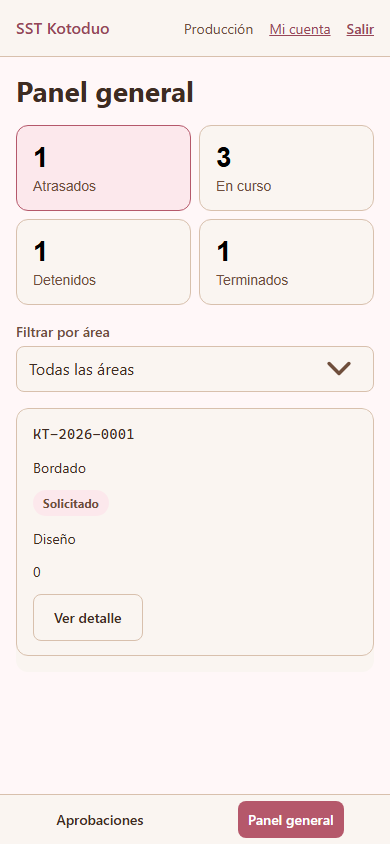 SST Kotoduo Producción Mi cuenta Salir
Panel general
1
Atrasados
3
En curso
1
Detenidos
1
Terminados
Filtrar por área
Todas las áreas
KT-2026-0001
Bordado
Solicitado
Diseño
0
Ver detalle
Aprobaciones Panel general